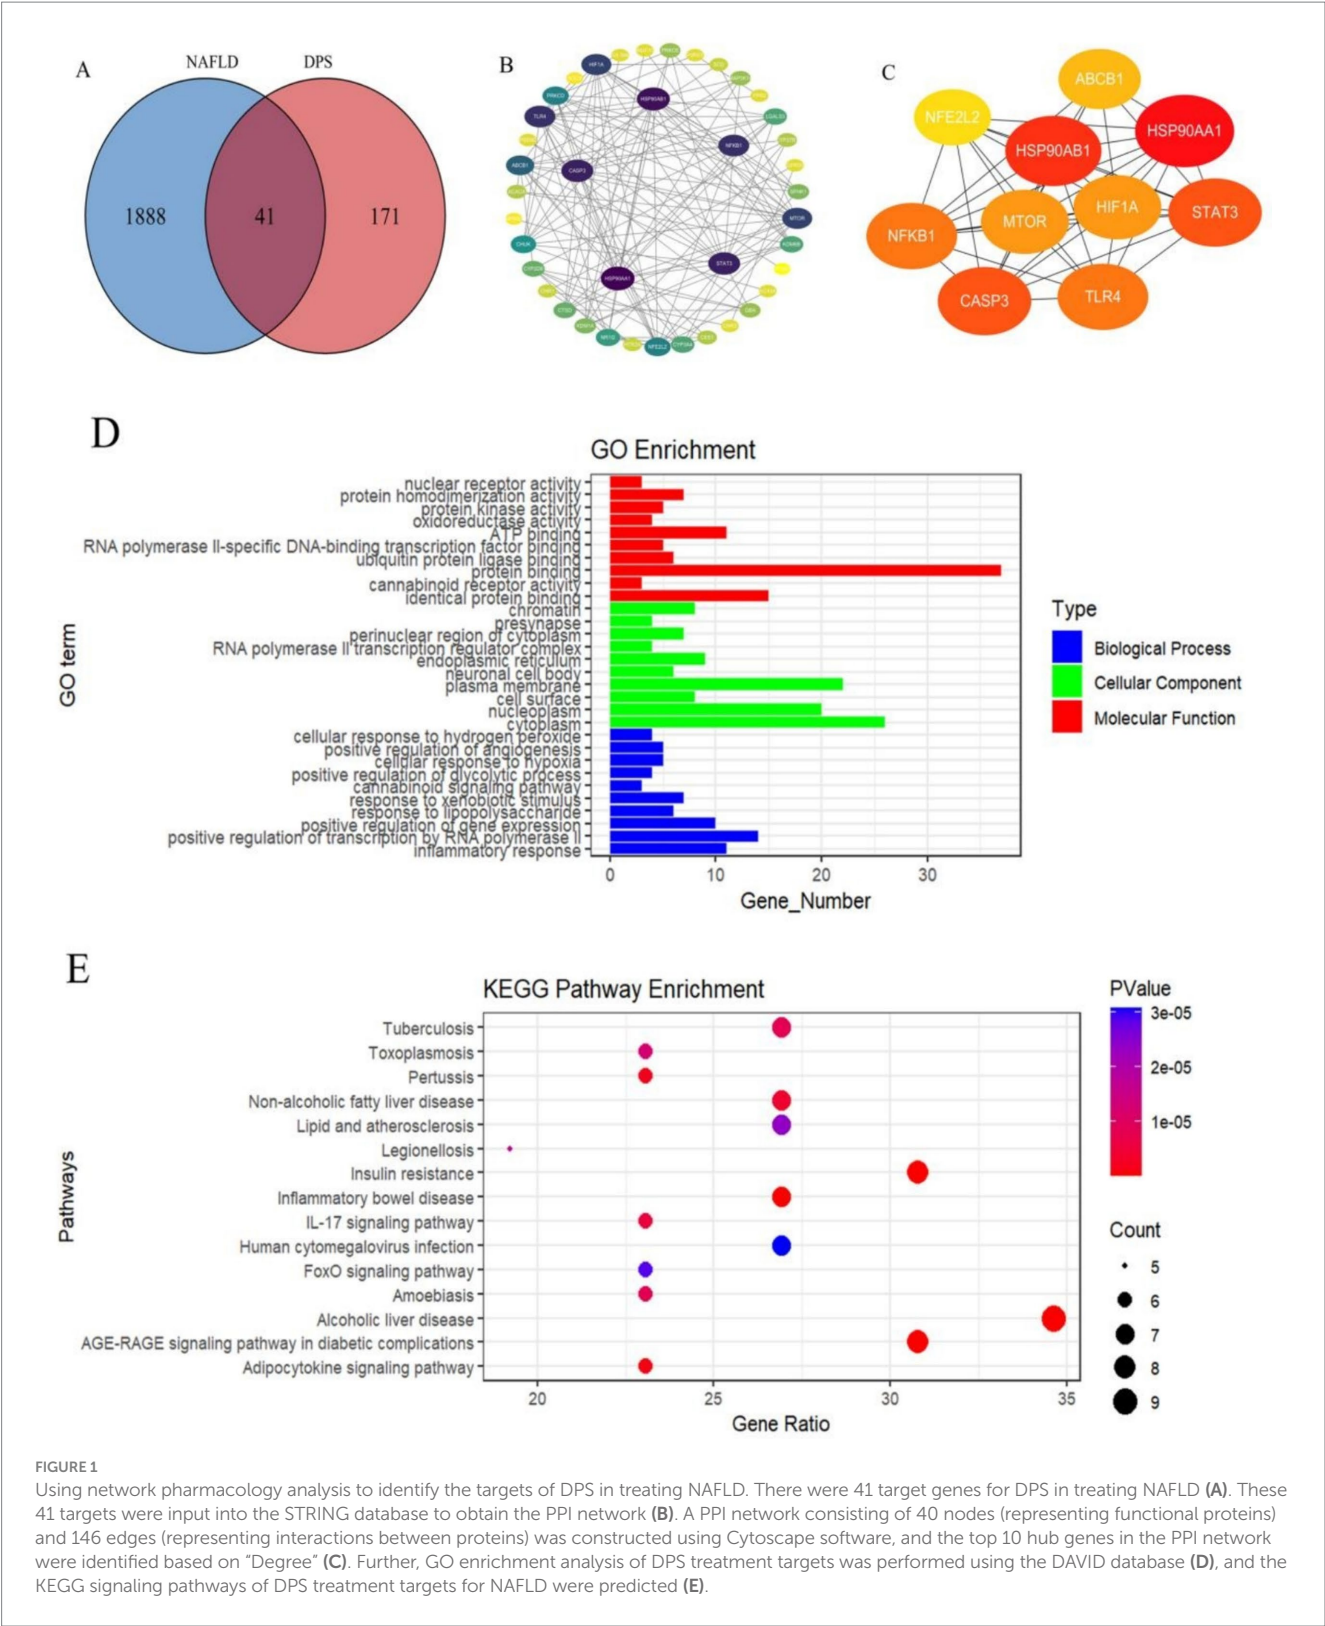 A
NAFLD
DPS
1888
41
171
B
HIF1A
PRKCD
TLR4
ABCB1
CHUK
HSP90AB1
NFKB1
CASP3
MTOR
STAT3
HSP90AA1
NFE2L2
CYP3A4
LGALS3
C
ABCB1
NFE2L2
HSP90AA1
HSP90AB1
MTOR
HIF1A
STAT3
NFKB1
CASP3
TLR4
D
GO Enrichment
nuclear receptor activity
protein homodimerization activity
protein kinase activity
oxidoreductase activity
ATP binding
RNA polymerase II-specific DNA-binding transcription factor binding
ubiquitin protein ligase binding
protein binding
cannabinoid receptor activity
identical protein binding
chromatin
presynapse
perinuclear region of cytoplasm
RNA polymerase II transcription regulator complex
endoplasmic reticulum
neuronal cell body
plasma membrane
cell surface
nucleoplasm
cytoplasm
cellular response to hydrogen peroxide
positive regulation of angiogenesis
cellular response to hypoxia
positive regulation of glycolytic process
cannabinoid signaling pathway
response to xenobiotic stimulus
response to lipopolysaccharide
positive regulation of gene expression
positive regulation of transcription by RNA polymerase II
inflammatory response
GO term
0 10 20 30
Gene_Number
Type
Biological Process
Cellular Component
Molecular Function
E
KEGG Pathway Enrichment
Tuberculosis
Toxoplasmosis
Pertussis
Non-alcoholic fatty liver disease
Lipid and atherosclerosis
Legionellosis
Insulin resistance
Inflammatory bowel disease
IL-17 signaling pathway
Human cytomegalovirus infection
FoxO signaling pathway
Amoebiasis
Alcoholic liver disease
AGE-RAGE signaling pathway in diabetic complications
Adipocytokine signaling pathway
Pathways
20 25 30 35
Gene Ratio
PValue
3e-05
2e-05
1e-05
Count
5
6
7
8
9
FIGURE 1
Using network pharmacology analysis to identify the targets of DPS in treating NAFLD. There were 41 target genes for DPS in treating NAFLD (A). These
41 targets were input into the STRING database to obtain the PPI network (B). A PPI network consisting of 40 nodes (representing functional proteins)
and 146 edges (representing interactions between proteins) was constructed using Cytoscape software, and the top 10 hub genes in the PPI network
were identified based on "Degree" (C). Further, GO enrichment analysis of DPS treatment targets was performed using the DAVID database (D), and the
KEGG signaling pathways of DPS treatment targets for NAFLD were predicted (E).